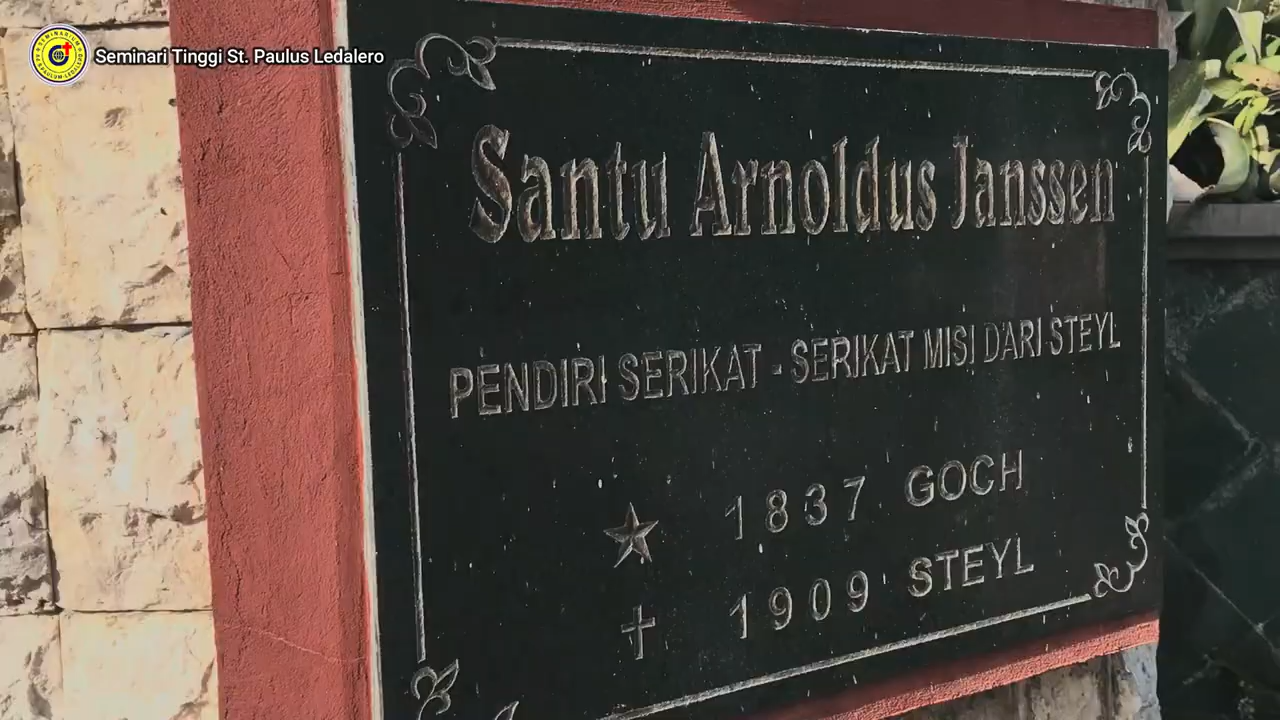 Seminari Tinggi St. Paulus Ledalero
Santu Arnoldus Janssen
PENDIRI SERIKAT - SERIKAT MISI DARI STEYL
1837 GOCH
1909 STEYL